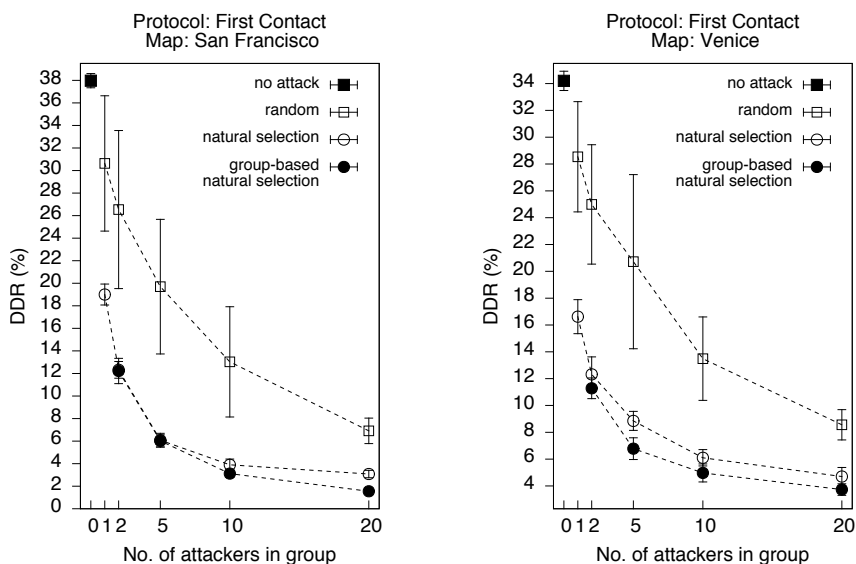 Protocol: First Contact
Map: San Francisco
no attack
random
natural selection
group-based
natural selection
DDR (%)
38
36
34
32
30
28
26
24
22
20
18
16
14
12
10
8
6
4
2
0
0 1 2 5 10 20
No. of attackers in group
Protocol: First Contact
Map: Venice
no attack
random
natural selection
group-based
natural selection
DDR (%)
34
32
30
28
26
24
22
20
18
16
14
12
10
8
6
4
0 1 2 5 10 20
No. of attackers in group